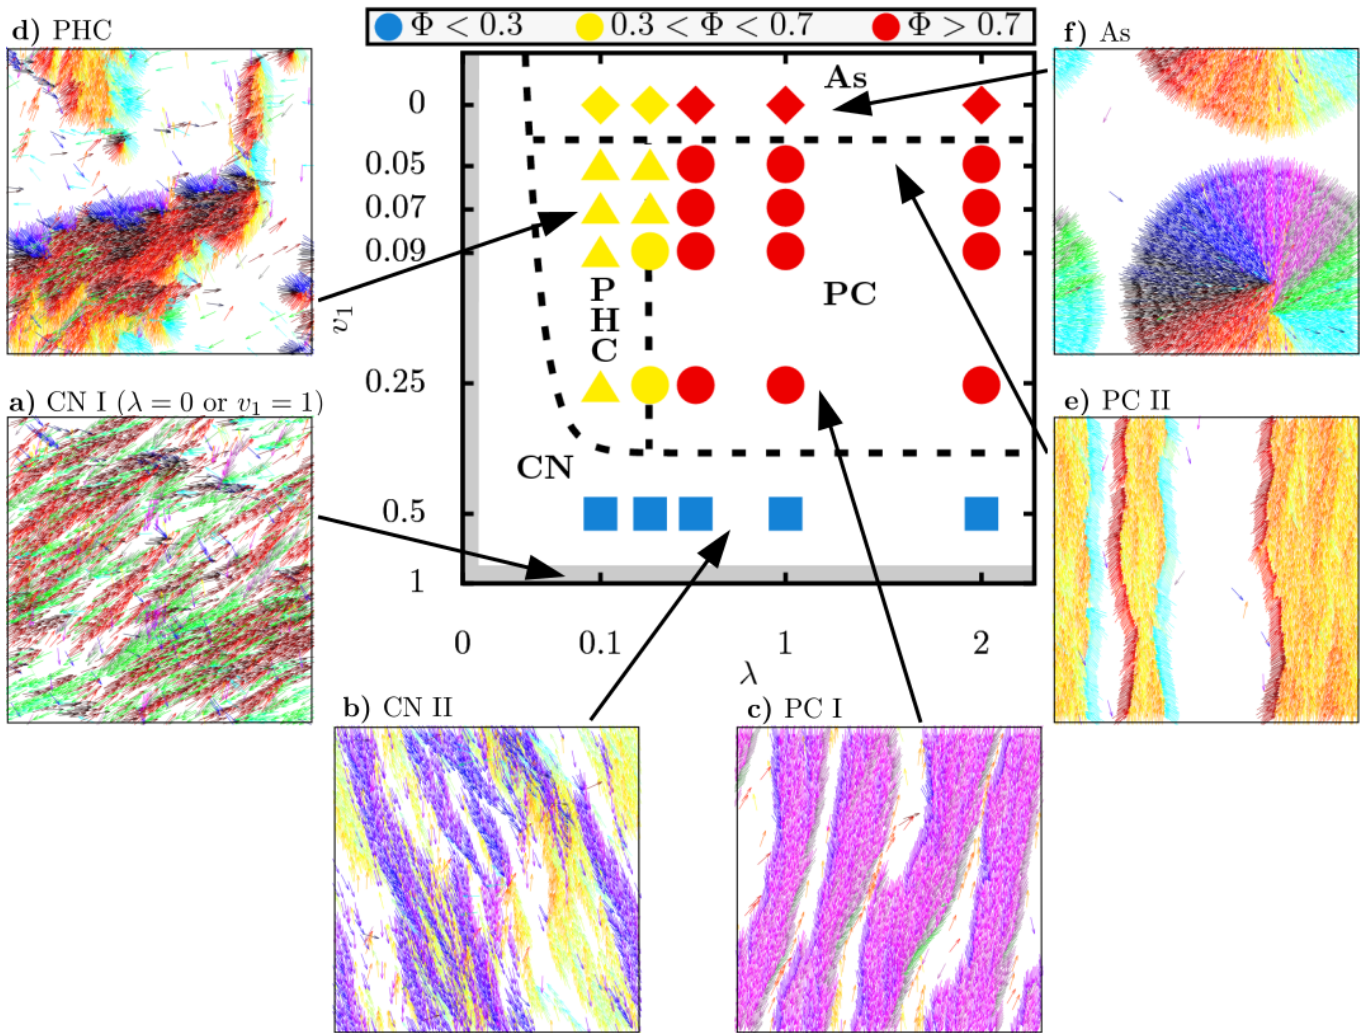 Φ < 0.3 0.3 < Φ < 0.7 Φ > 0.7
d) PHC
f) As
As
0
0.05
0.07
0.09
0.25
0.5
1
v₁
P
H
C
PC
CN
0 0.1 1 2
λ
a) CN I (λ = 0 or v₁ = 1)
e) PC II
b) CN II
c) PC I